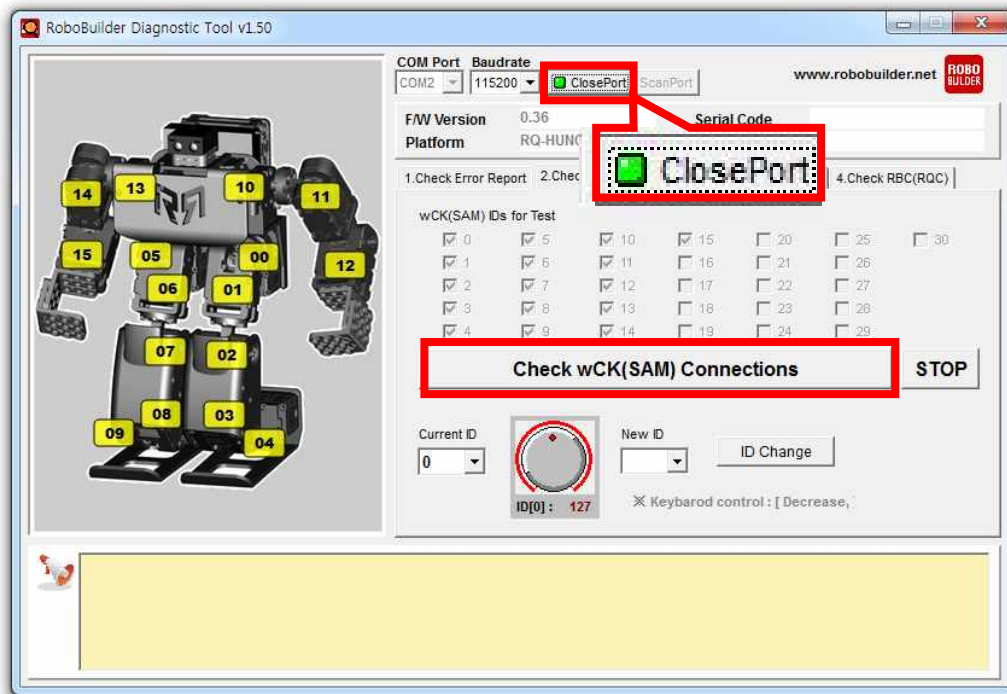 RoboBuilder Diagnostic Tool v1.50
COM Port Baudrate
COM2 115200 ClosePort ScanPort www.robobuilder.net ROBO BUILDER
F/W Version 0.36 Serial Code
Platform RQ-HUNO
ClosePort
1.Check Error Report 2.Chec 4.Check RBC(RQC)
wCK(SAM) IDs for Test
0 5 10 15 20 25 30
1 6 11 16 21 26
2 7 12 17 22 27
3 8 13 18 23 28
4 9 14 19 24 29
Check wCK(SAM) Connections STOP
Current ID New ID
0 ID Change
ID[0] : 127 ※ Keybarod control : [ Decrease,
14 13 10 11
15 05 00 12
06 01
07 02
08 03
09 04